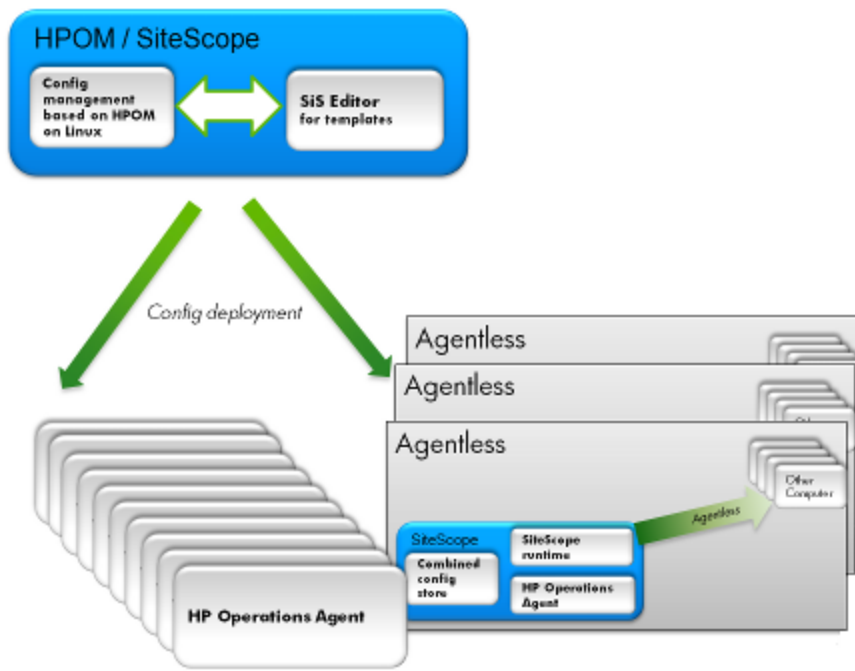 HPOM / SiteScope
Config
management
based on HPOM
on Linux
SiS Editor
for templates
Config deployment
Agentless
Agentless
Agentless
Other
Computer
Agentless
SiteScope
SiteScope
runtime
Combined
config
store
HP Operations
Agent
HP Operations Agent